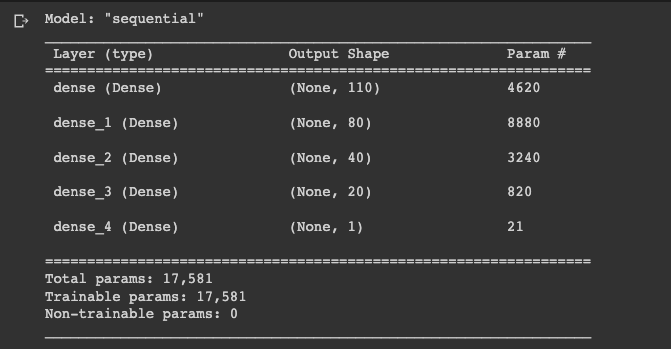 Model: "sequential"
Layer (type) Output Shape Param #
=================================================================
dense (Dense) (None, 110) 4620
dense_1 (Dense) (None, 80) 8880
dense_2 (Dense) (None, 40) 3240
dense_3 (Dense) (None, 20) 820
dense_4 (Dense) (None, 1) 21
=================================================================
Total params: 17,581
Trainable params: 17,581
Non-trainable params: 0